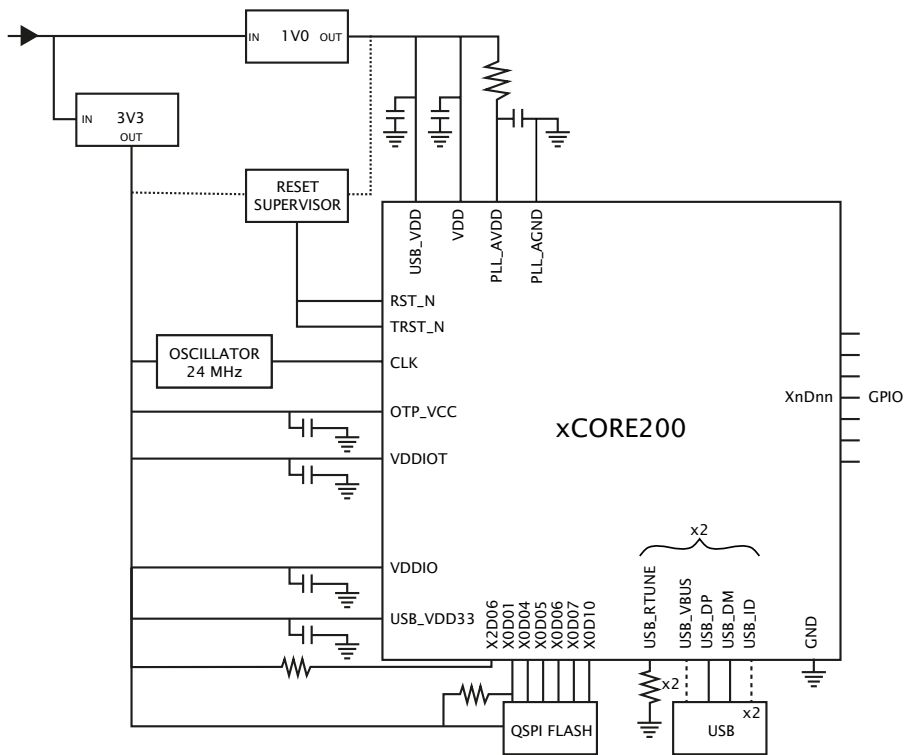 IN 1V0 OUT
IN 3V3
OUT
RESET
SUPERVISOR
USB_VDD
VDD
PLL_AVDD
PLL_AGND
RST_N
TRST_N
OSCILLATOR
24 MHz
CLK
OTP_VCC
VDDIOT
xCORE200
XnDnn
GPIO
VDDIO
USB_VDD33
X2D06
X0D01
X0D04
X0D05
X0D06
X0D07
X0D10
x2
USB_RTUNE
USB_VBUS
USB_DP
USB_DM
USB_ID
GND
x2
QSPI FLASH
x2
USB